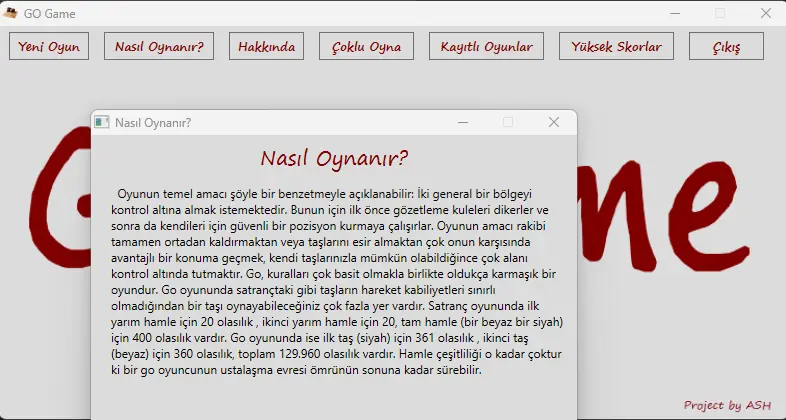 GO Game
Yeni Oyun
Nasıl Oynanır?
Hakkında
Çoklu Oyna
Kayıtlı Oyunlar
Yüksek Skorlar
Çıkış
Nasıl Oynanır?
Nasıl Oynanır?
Oyunun temel amacı şöyle bir benzetmeyle açıklanabilir: İki general bir bölgeyi
kontrol altına almak istemektedir. Bunun için ilk önce gözetleme kuleleri dikerler ve
sonra da kendileri için güvenli bir pozisyon kurmaya çalışırlar. Oyunun amacı rakibi
tamamen ortadan kaldırmaktan veya taşlarını esir almaktan çok onun karşısında
avantajlı bir konuma geçmek, kendi taşlarınızla mümkün olabildiğince çok alanı
kontrol altında tutmaktır. Go, kuralları çok basit olmakla birlikte oldukça karmaşık bir
oyundur. Go oyununda satrançtaki gibi taşların hareket kabiliyetleri sınırlı
olmadığından bir taşı oynayabileceğiniz çok fazla yer vardır. Satranç oyununda ilk
yarım hamle için 20 olasılık , ikinci yarım hamle için 20, tam hamle (bir beyaz bir siyah)
için 400 olasılık vardır. Go oyununda ise ilk taş (siyah) için 361 olasılık , ikinci taş
(beyaz) için 360 olasılık, toplam 129.960 olasılık vardır. Hamle çeşitliliği o kadar çoktur
ki bir go oyuncunun ustalaşma evresi ömrünün sonuna kadar sürebilir.
G me
Project by ASH